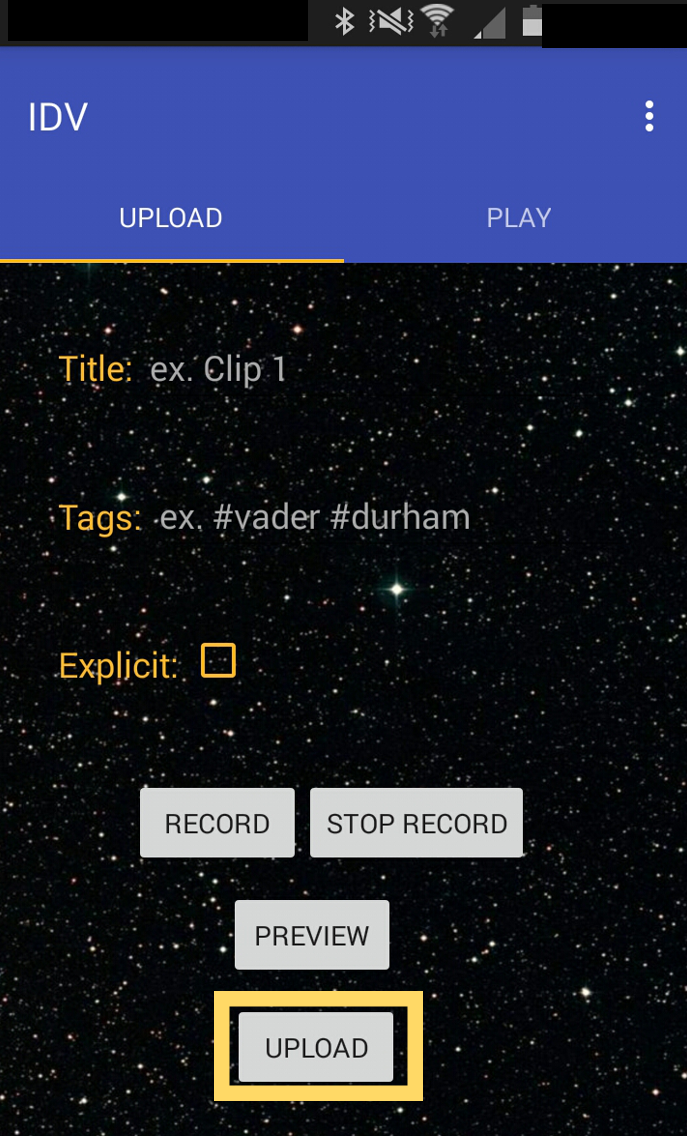 IDV
UPLOAD PLAY
Title: ex. Clip 1
Tags: ex. #vader #durham
Explicit:
RECORD STOP RECORD
PREVIEW
UPLOAD